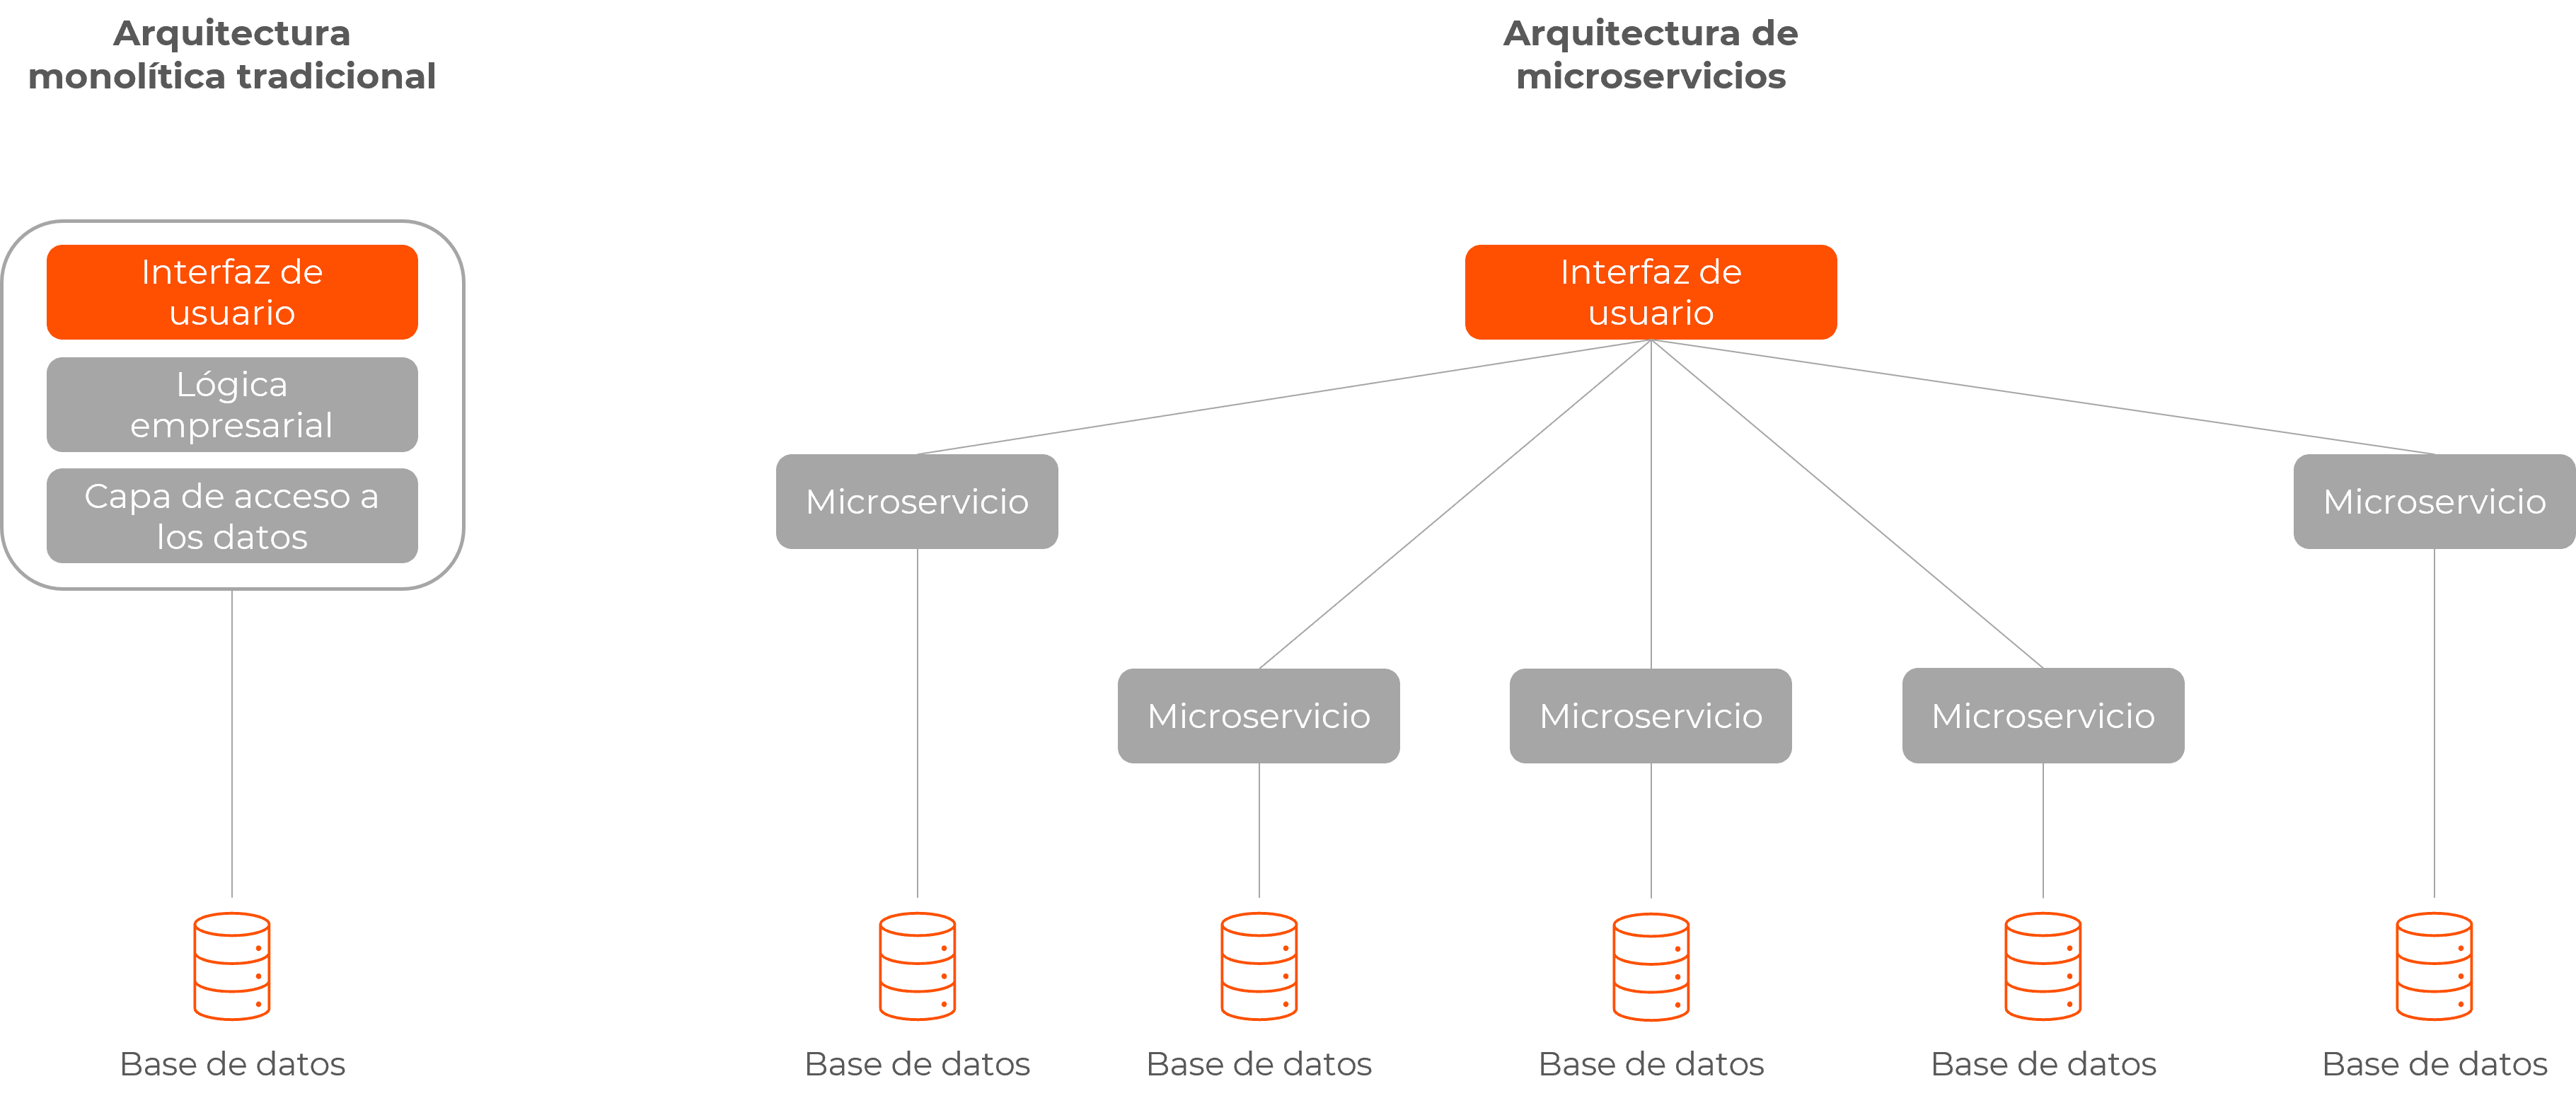 Arquitectura
monolítica tradicional
Interfaz de
usuario
Lógica
empresarial
Capa de acceso a
los datos
Base de datos
Arquitectura de
microservicios
Interfaz de
usuario
Microservicio
Microservicio
Microservicio
Microservicio
Microservicio
Base de datos
Base de datos
Base de datos
Base de datos
Base de datos